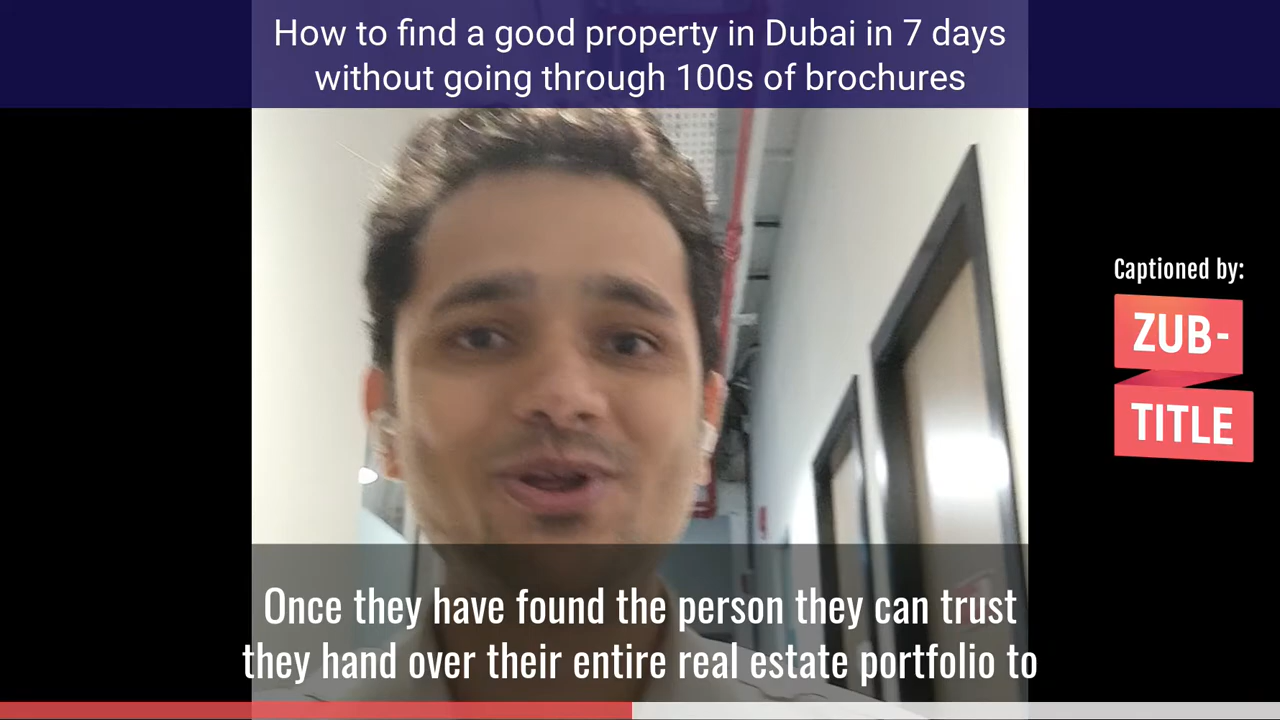 How to find a good property in Dubai in 7 days
without going through 100s of brochures
Captioned by:
ZUB-
TITLE
Once they have found the person they can trust
they hand over their entire real estate portfolio to